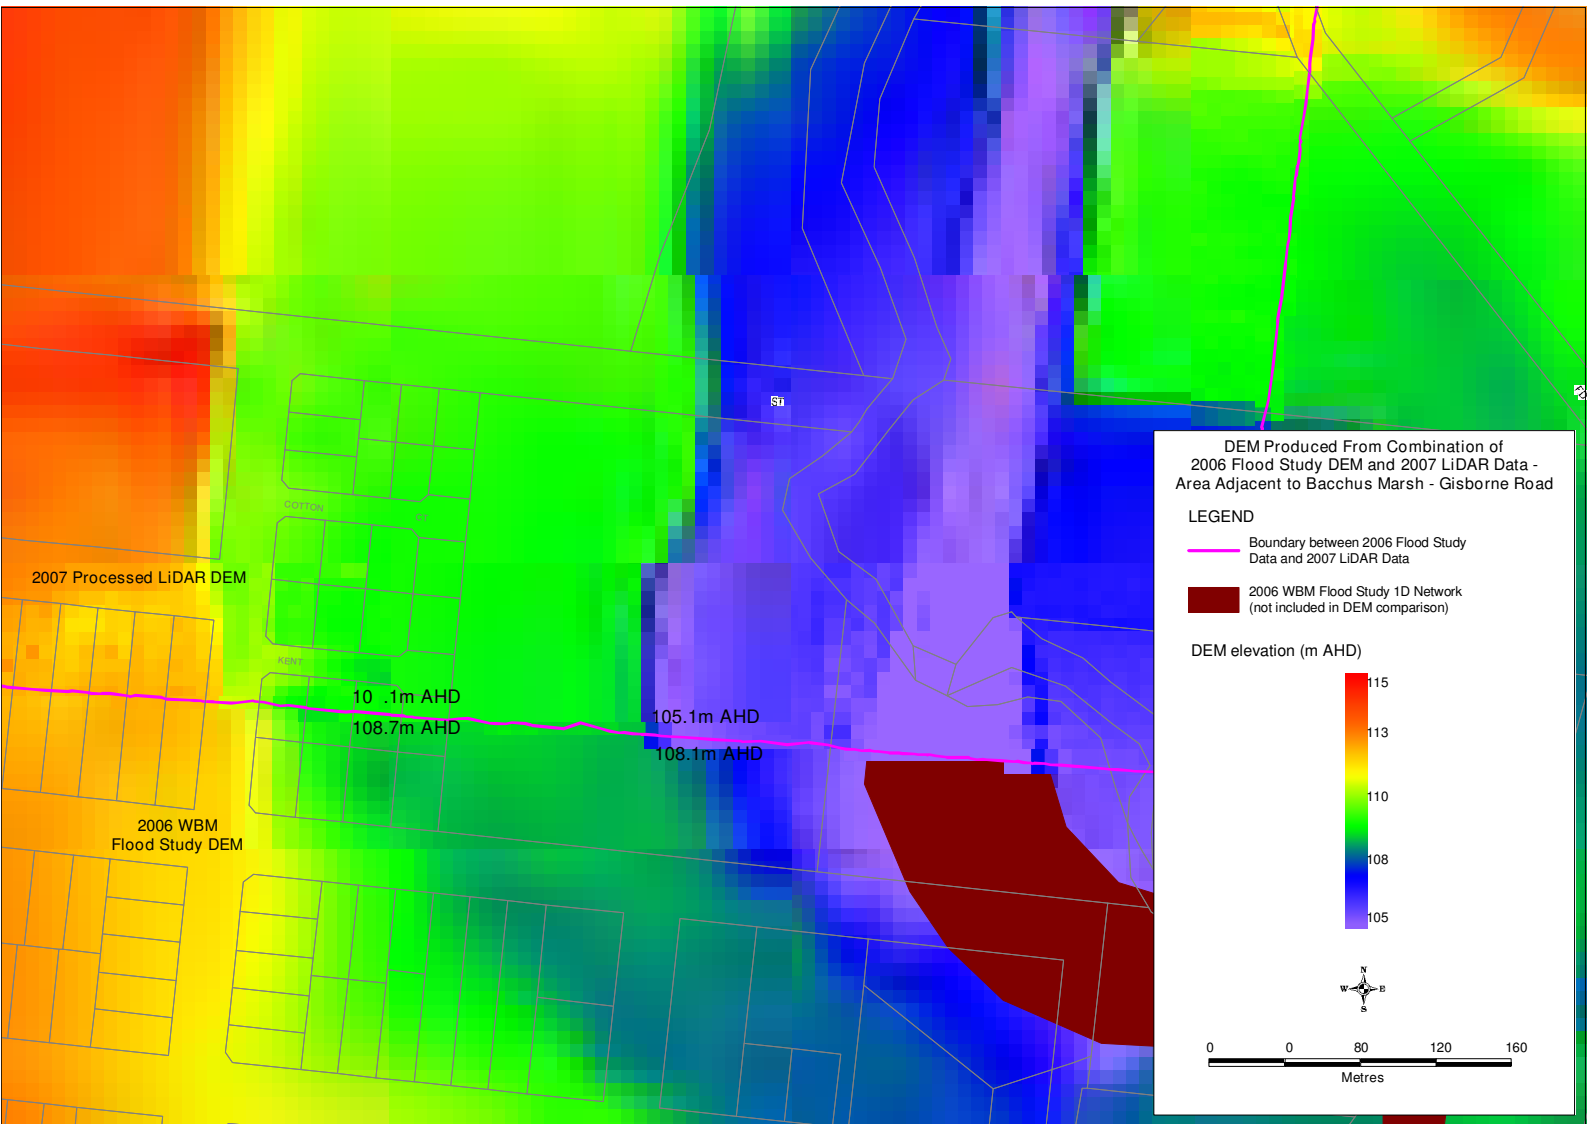 ST
COTTON
CT
2007 Processed LiDAR DEM
KENT
10 .1m AHD
108.7m AHD
105.1m AHD
108.1m AHD
2006 WBM
Flood Study DEM
DEM Produced From Combination of
2006 Flood Study DEM and 2007 LiDAR Data -
Area Adjacent to Bacchus Marsh - Gisborne Road
LEGEND
Boundary between 2006 Flood Study
Data and 2007 LiDAR Data
2006 WBM Flood Study 1D Network
(not included in DEM comparison)
DEM elevation (m AHD)
115
113
110
108
105
N
W E
S
0 0 80 120 160
Metres